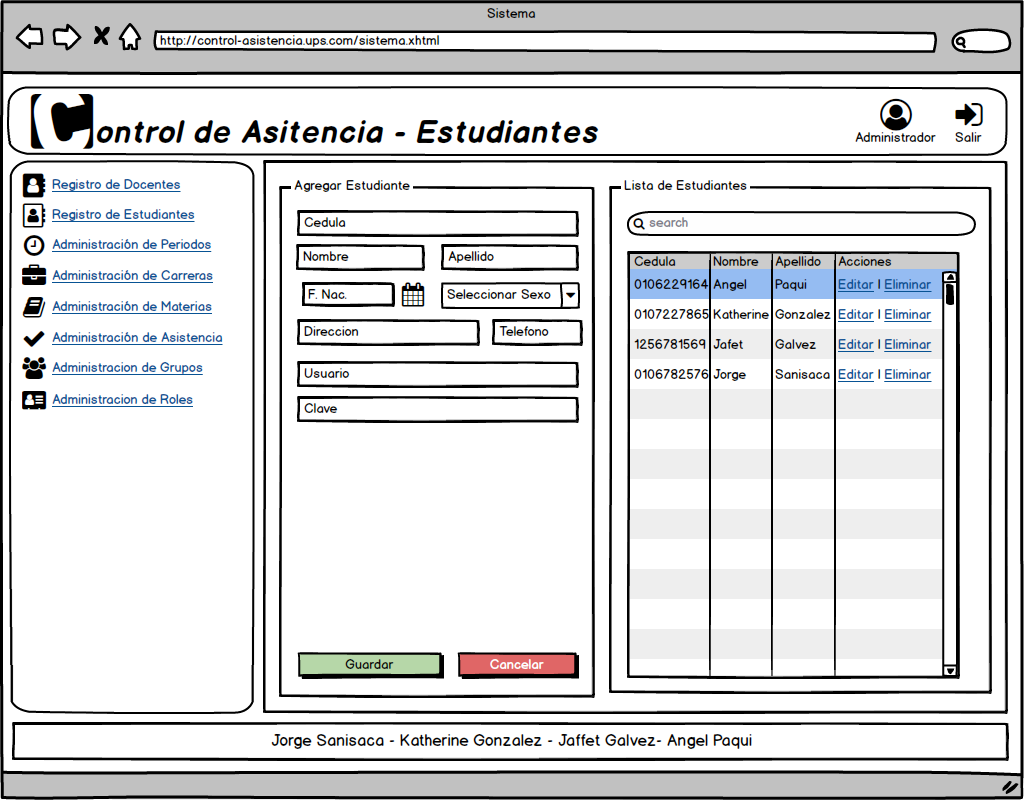 Sistema
http://control-asistencia.ups.com/sistema.xhtml
Control de Asitencia - Estudiantes
Administrador
Salir
Registro de Docentes
Registro de Estudiantes
Administración de Periodos
Administración de Carreras
Administración de Materias
Administración de Asistencia
Administracion de Grupos
Administracion de Roles
Agregar Estudiante
Cedula
Nombre Apellido
F. Nac. Seleccionar Sexo
Direccion Telefono
Usuario
Clave
Guardar Cancelar
Lista de Estudiantes
search
Cedula Nombre Apellido Acciones
0106229164 Angel Paqui Editar | Eliminar
0107227865 Katherine Gonzalez Editar | Eliminar
1256781569 Jafet Galvez Editar | Eliminar
0106782576 Jorge Sanisaca Editar | Eliminar
Jorge Sanisaca - Katherine Gonzalez - Jaffet Galvez- Angel Paqui